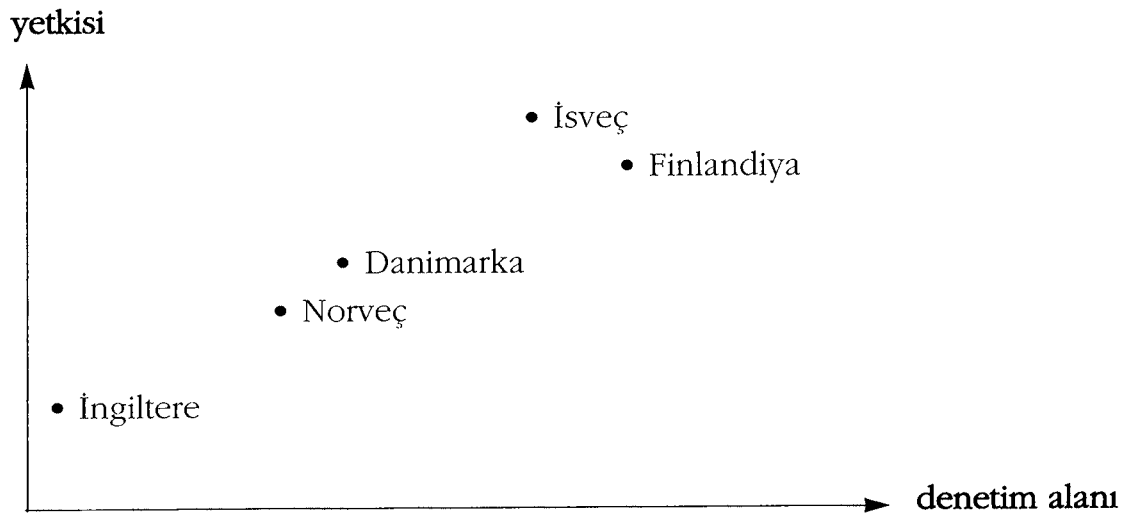 yetkisi
• İsveç
• Finlandiya
• Danimarka
• Norveç
• İngiltere
denetim alanı